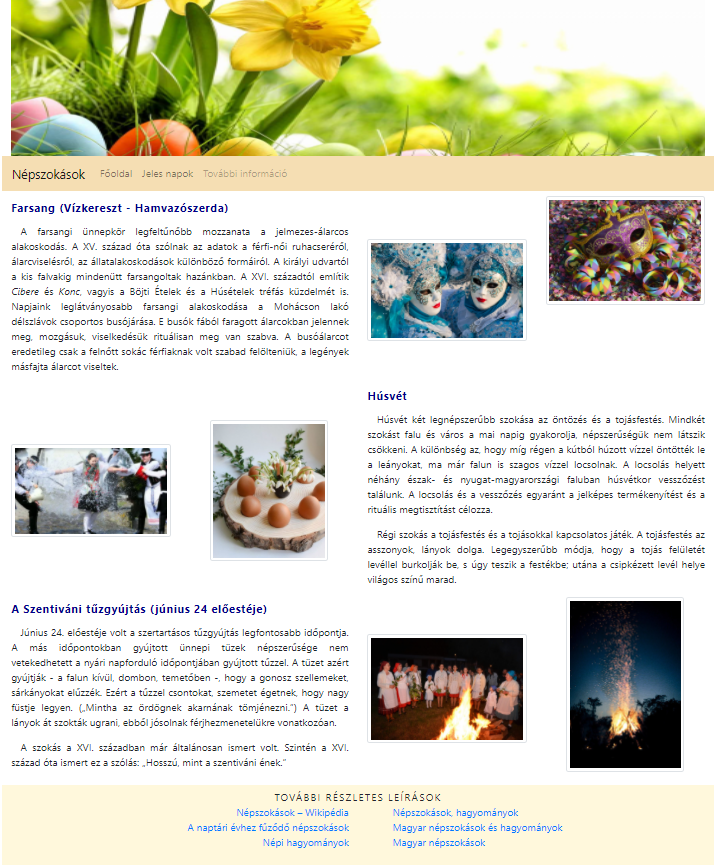 Népszokások Főoldal Jeles napok További információ
Farsang (Vízkereszt - Hamvazószerda)
A farsangi ünnepkör legfeltűnőbb mozzanata a jelmezes-álarcos
alakoskodás. A XV. század óta szólnak az adatok a férfi-női ruhacseréről,
álarcviselésről, az állatalakoskodások különböző formáiról. A királyi udvartól
a kis falvakig mindenütt farsangoltak hazánkban. A XVI. századtól említik
Cibere és Konc, vagyis a Böjti Ételek és a Húsételek tréfás küzdelmét is.
Napjaink leglátványosabb farsangi alakoskodása a Mohácson lakó
délszlávok csoportos busójárása. E busók fából faragott álarcokban jelennek
meg, mozgásuk, viselkedésük rituálisan meg van szabva. A busóálarcot
eredetileg csak a felnőtt sokác férfiaknak volt szabad felölteniük, a legények
másfajta álarcot viseltek.
Húsvét
Húsvét két legnépszerűbb szokása az öntözés és a tojásfestés. Mindkét
szokást falu és város a mai napig gyakorolja, népszerűségük nem látszik
csökkeni. A különbség az, hogy míg régen a kútból húzott vízzel öntötték le
a leányokat, ma már falun is szagos vízzel locsolnak. A locsolás helyett
néhány észak- és nyugat-magyarországi faluban húsvétkor vesszőzést
találunk. A locsolás és a vesszőzés egyaránt a jelképes termékenyítést és a
rituális megtisztítást célozza.
Régi szokás a tojásfestés és a tojásokkal kapcsolatos játék. A tojásfestés az
asszonyok, lányok dolga. Legegyszerűbb módja, hogy a tojás felületét
levéllel burkolják be, s úgy teszik a festékbe; utána a csipkézett levél helye
világos színű marad.
A Szentiváni tűzgyújtás (június 24 előestéje)
Június 24. előestéje volt a szertartásos tűzgyújtás legfontosabb időpontja.
A más időpontokban gyújtott ünnepi tüzek népszerűsége nem
vetekedhetett a nyári napforduló időpontjában gyújtott tűzzel. A tüzet azért
gyújtják - a falun kívül, dombon, temetőben -, hogy a gonosz szellemeket,
sárkányokat elűzzék. Ezért a tűzzel csontokat, szemetet égetnek, hogy nagy
füstje legyen. („Mintha az ördögnek akarnának tömjénezni.") A tüzet a
lányok át szokták ugrani, ebből jósolnak férjhezmenetelükre vonatkozóan.
A szokás a XVI. században már általánosan ismert volt. Szintén a XVI.
század óta ismert ez a szólás: „Hosszú, mint a szentiváni ének."
TOVÁBBI RÉSZLETES LEÍRÁSOK
Népszokások – Wikipédia Népszokások, hagyományok
A naptári évhez fűződő népszokások Magyar népszokások és hagyományok
Népi hagyományok Magyar népszokások